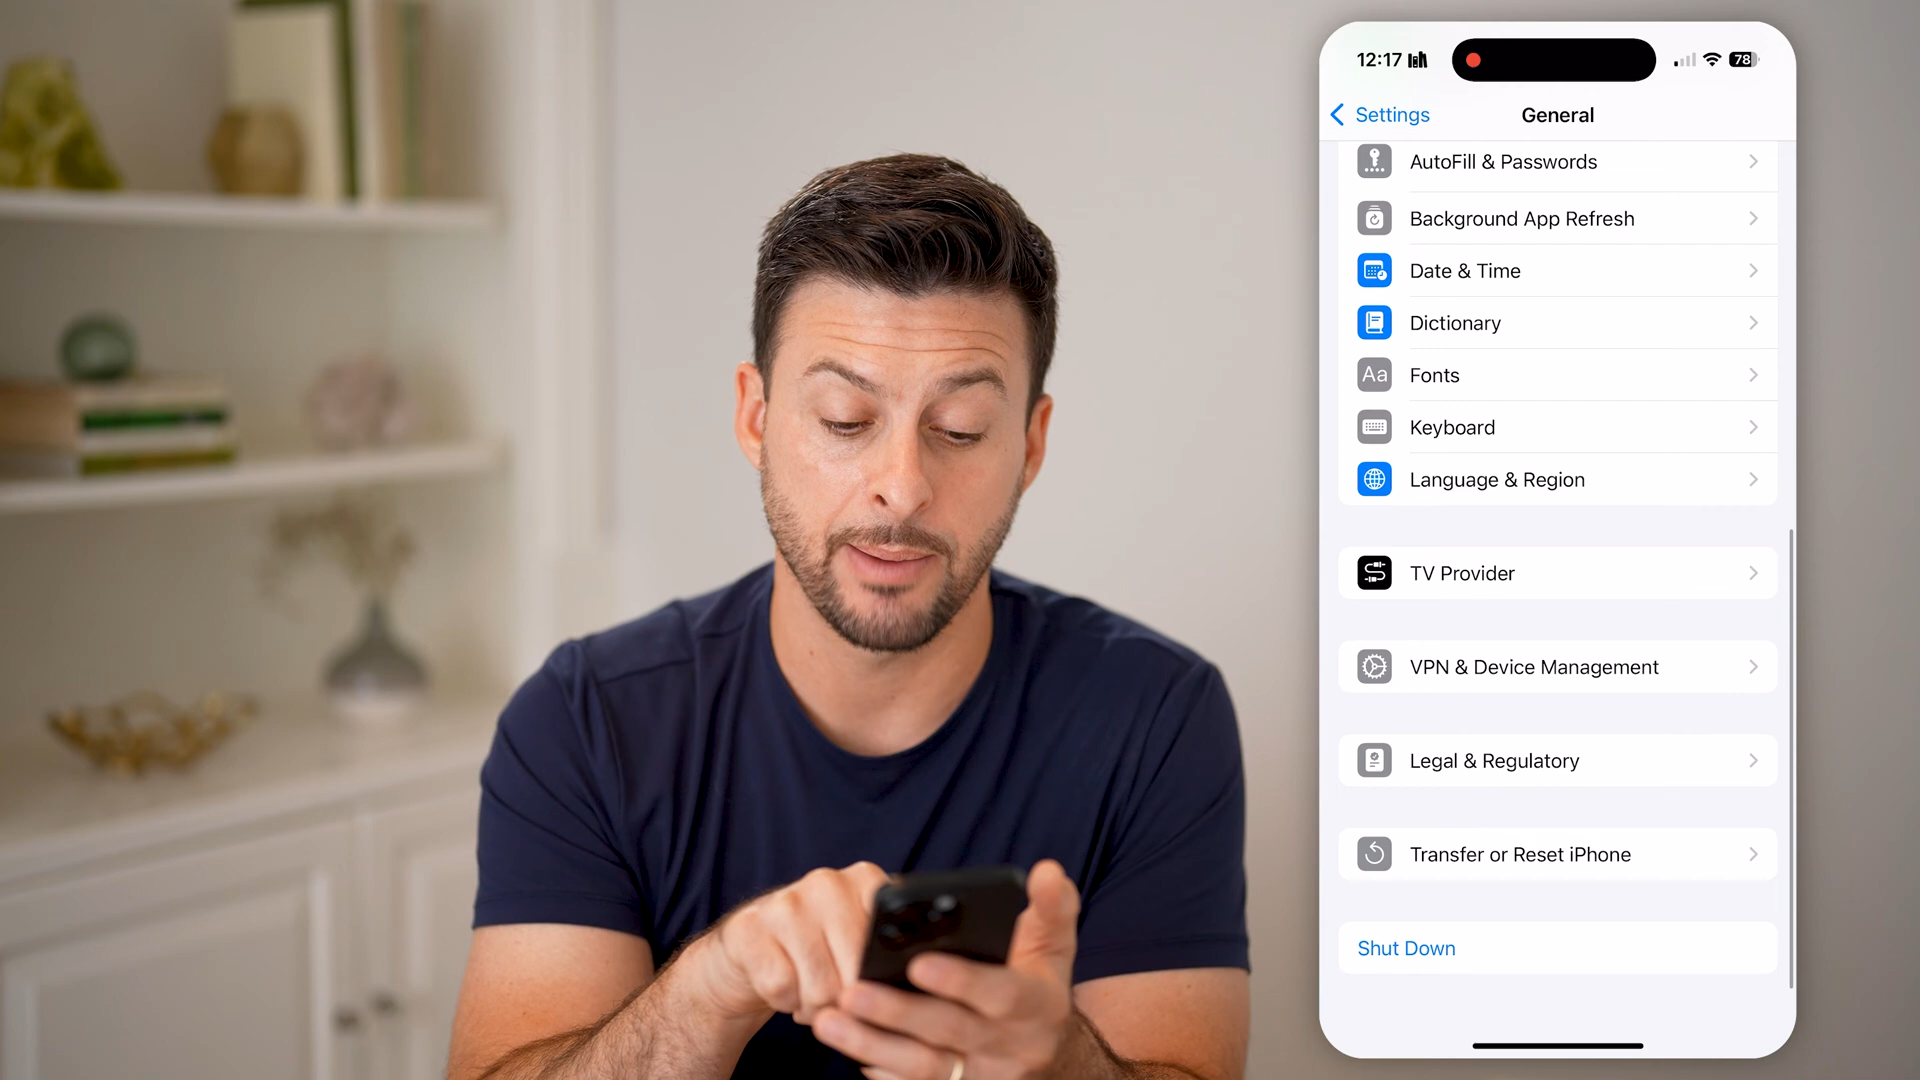 12:17
78
Settings
General
AutoFill & Passwords
Background App Refresh
Date & Time
Dictionary
Aa
Fonts
Keyboard
Language & Region
TV Provider
VPN & Device Management
Legal & Regulatory
Transfer or Reset iPhone
Shut Down